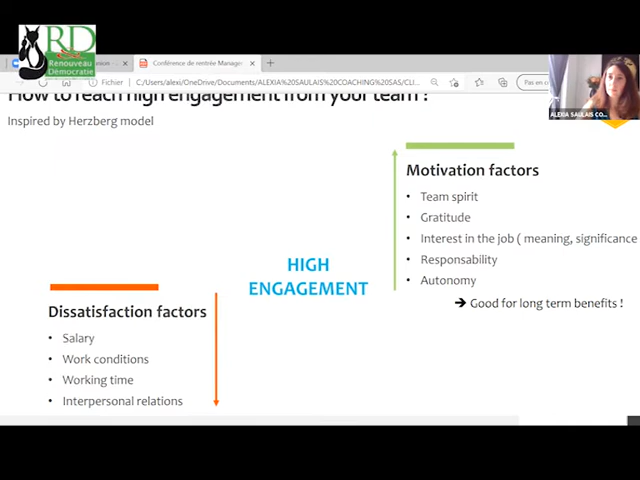 RD
Renouveau
Démocratie
Conférence de rentrée Manage
Fichier
C:/Users/alexi/OneDrive/Documents/ALEXIA%20SAULAIS%20COACHING%20SAS/CLI
Pas en c
ALEXIA SAULAIS CO...
How to reach high engagement from your team ?
Inspired by Herzberg model
Motivation factors
• Team spirit
• Gratitude
• Interest in the job ( meaning, significance
• Responsability
• Autonomy
➔ Good for long term benefits !
HIGH
ENGAGEMENT
Dissatisfaction factors
• Salary
• Work conditions
• Working time
• Interpersonal relations